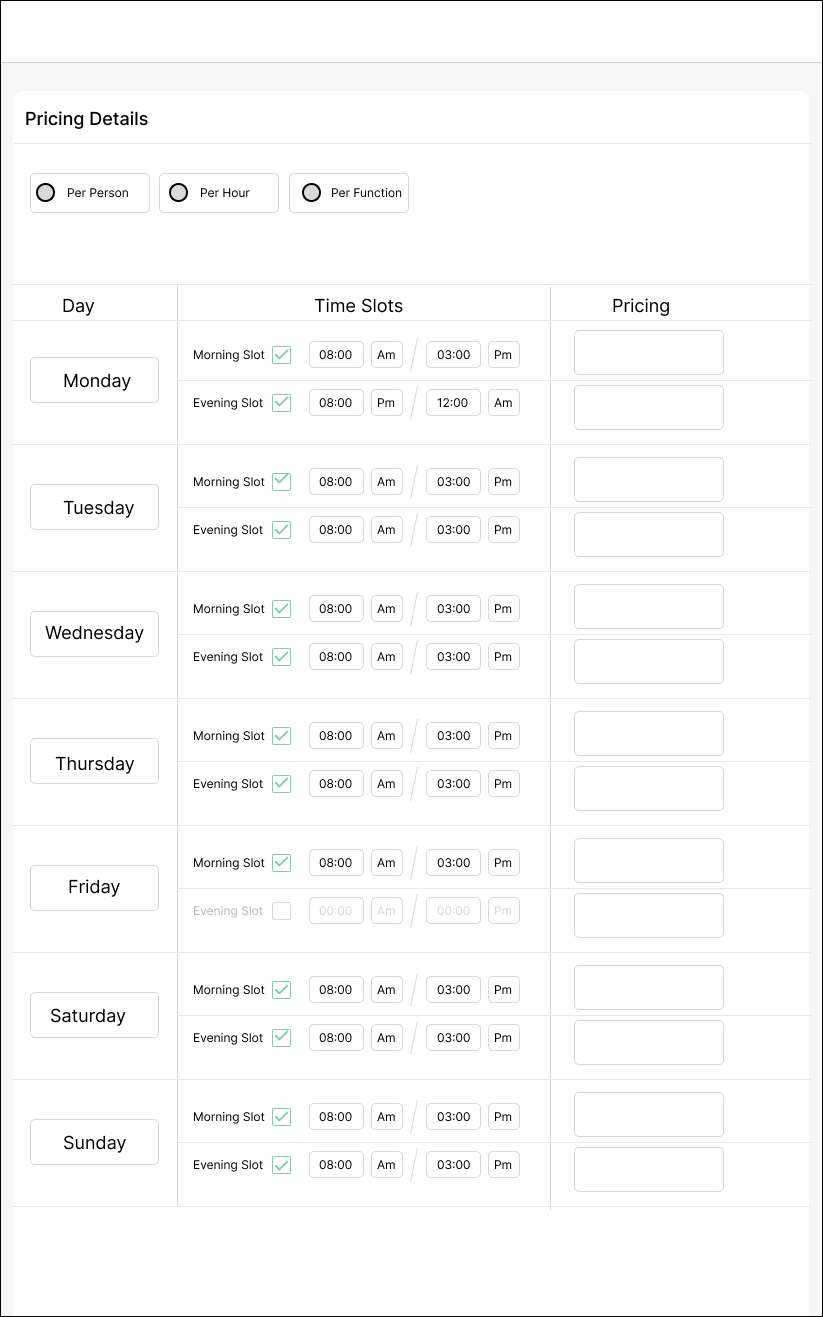 Pricing Details
Per Person Per Hour Per Function
Day Time Slots Pricing
Monday
Morning Slot 08:00 Am 03:00 Pm
Evening Slot 08:00 Pm 12:00 Am
Tuesday
Morning Slot 08:00 Am 03:00 Pm
Evening Slot 08:00 Am 03:00 Pm
Wednesday
Morning Slot 08:00 Am 03:00 Pm
Evening Slot 08:00 Am 03:00 Pm
Thursday
Morning Slot 08:00 Am 03:00 Pm
Evening Slot 08:00 Am 03:00 Pm
Friday
Morning Slot 08:00 Am 03:00 Pm
Evening Slot 00:00 Am 00:00 Pm
Saturday
Morning Slot 08:00 Am 03:00 Pm
Evening Slot 08:00 Am 03:00 Pm
Sunday
Morning Slot 08:00 Am 03:00 Pm
Evening Slot 08:00 Am 03:00 Pm